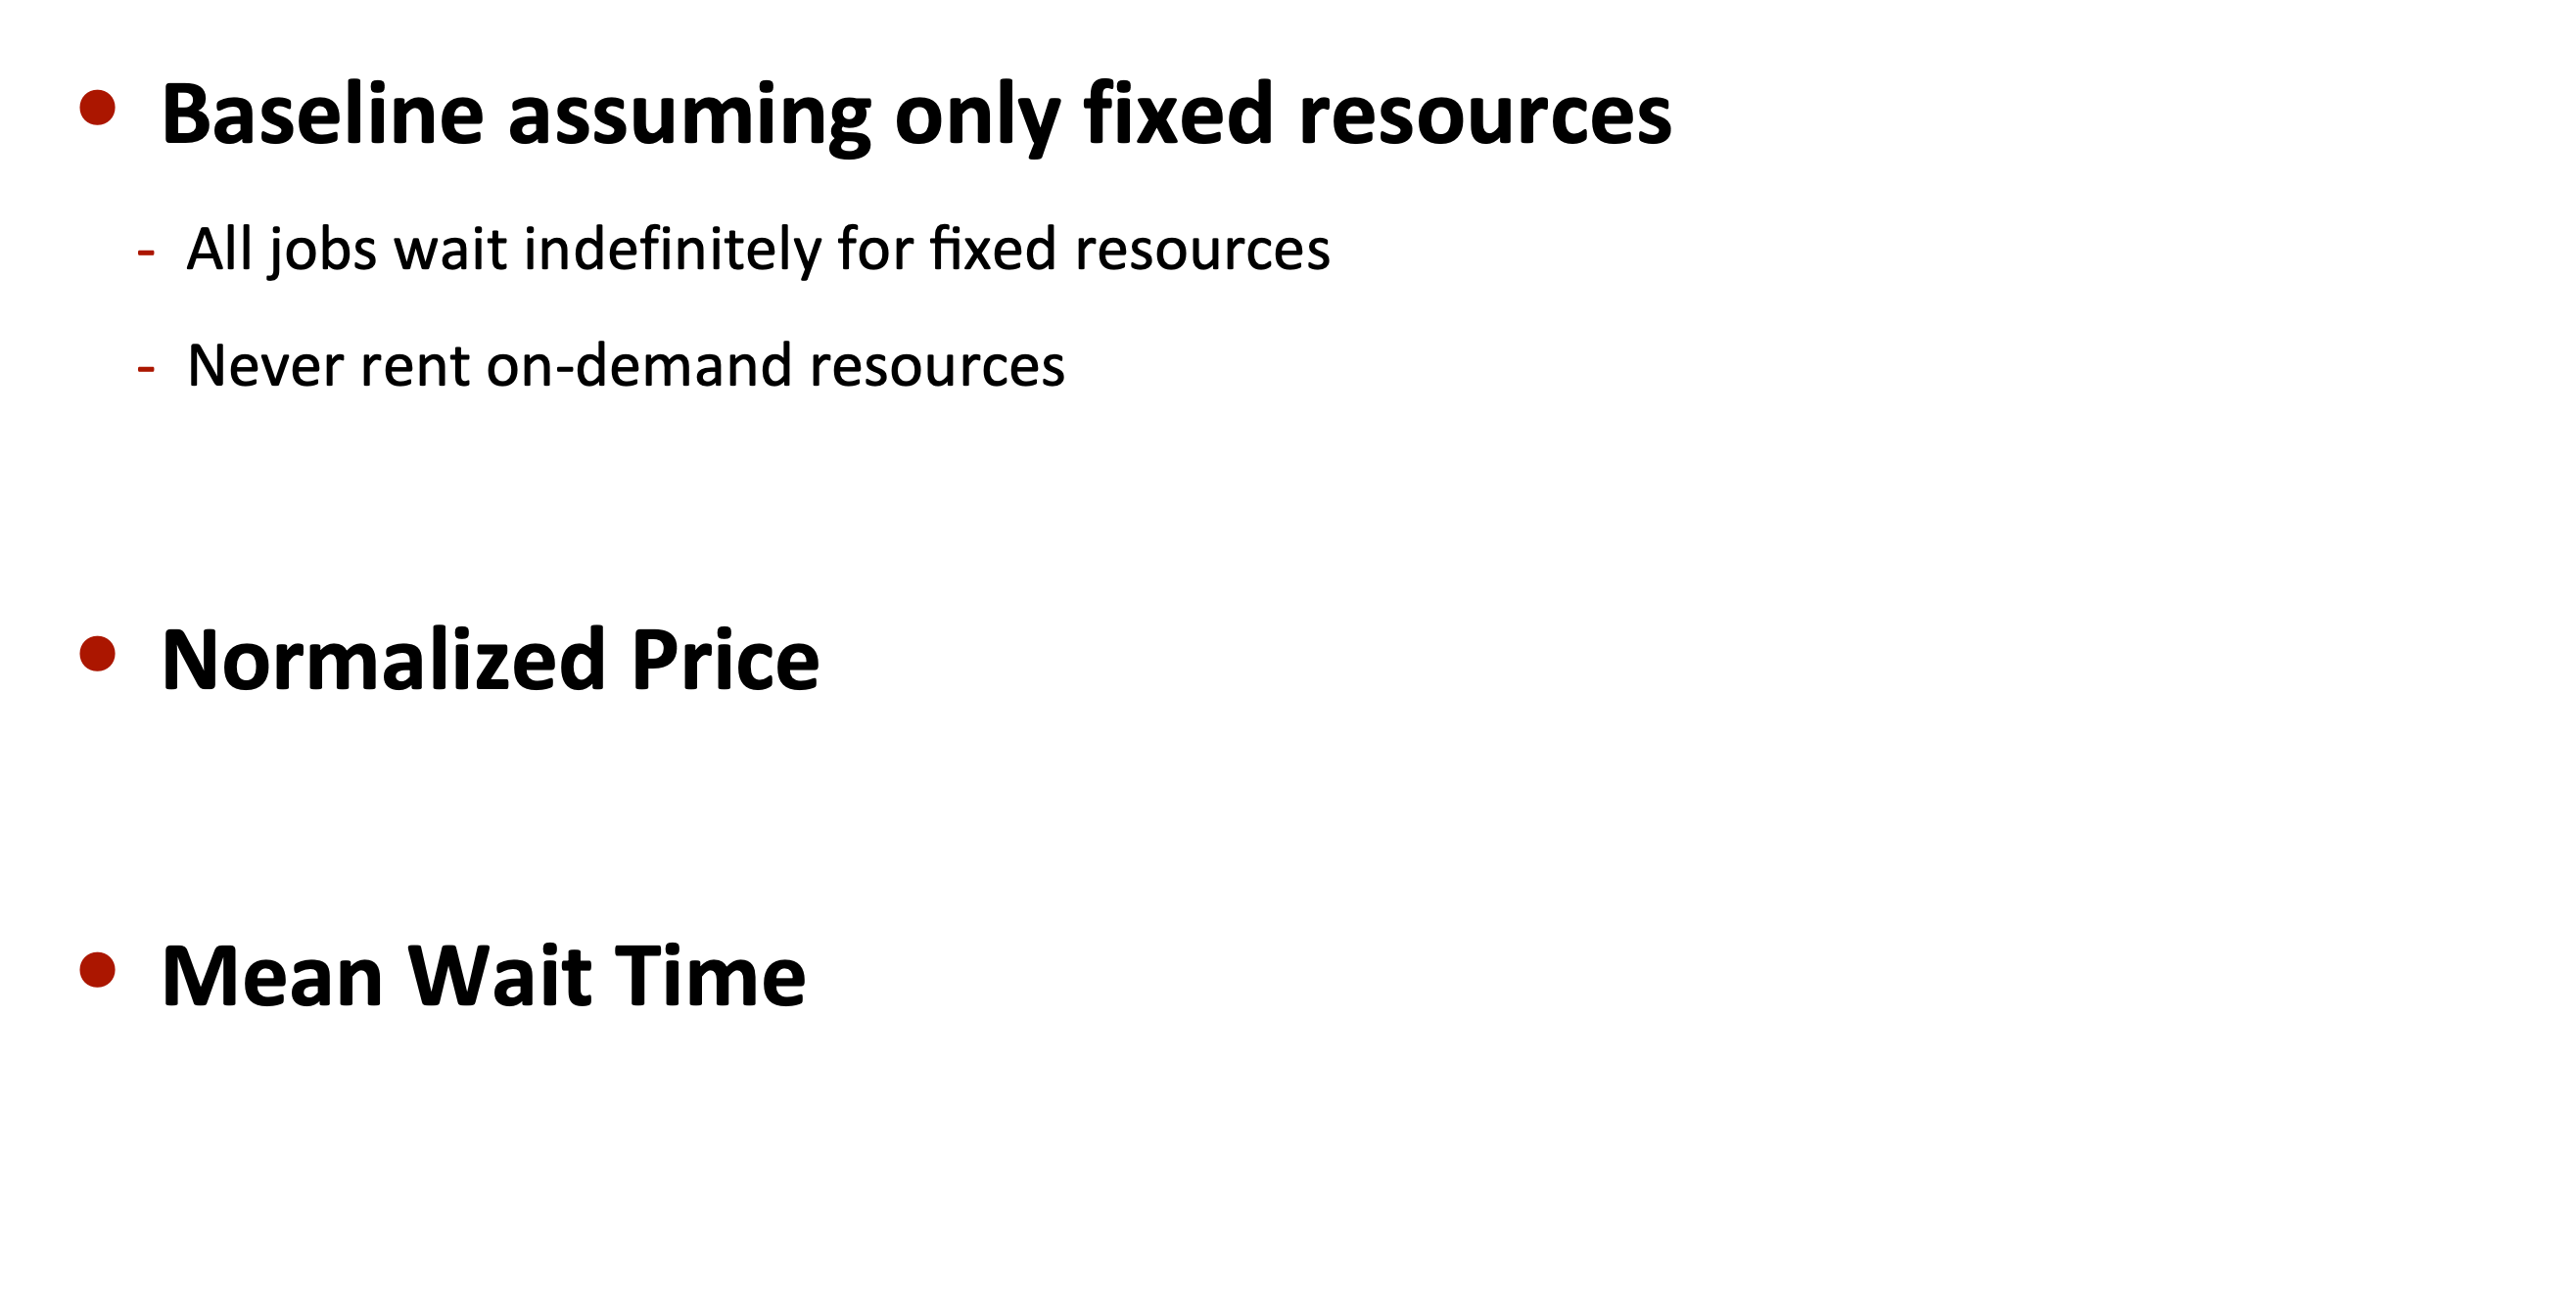 • Baseline assuming only fixed resources
- All jobs wait indefinitely for fixed resources
- Never rent on-demand resources
• Normalized Price
• Mean Wait Time